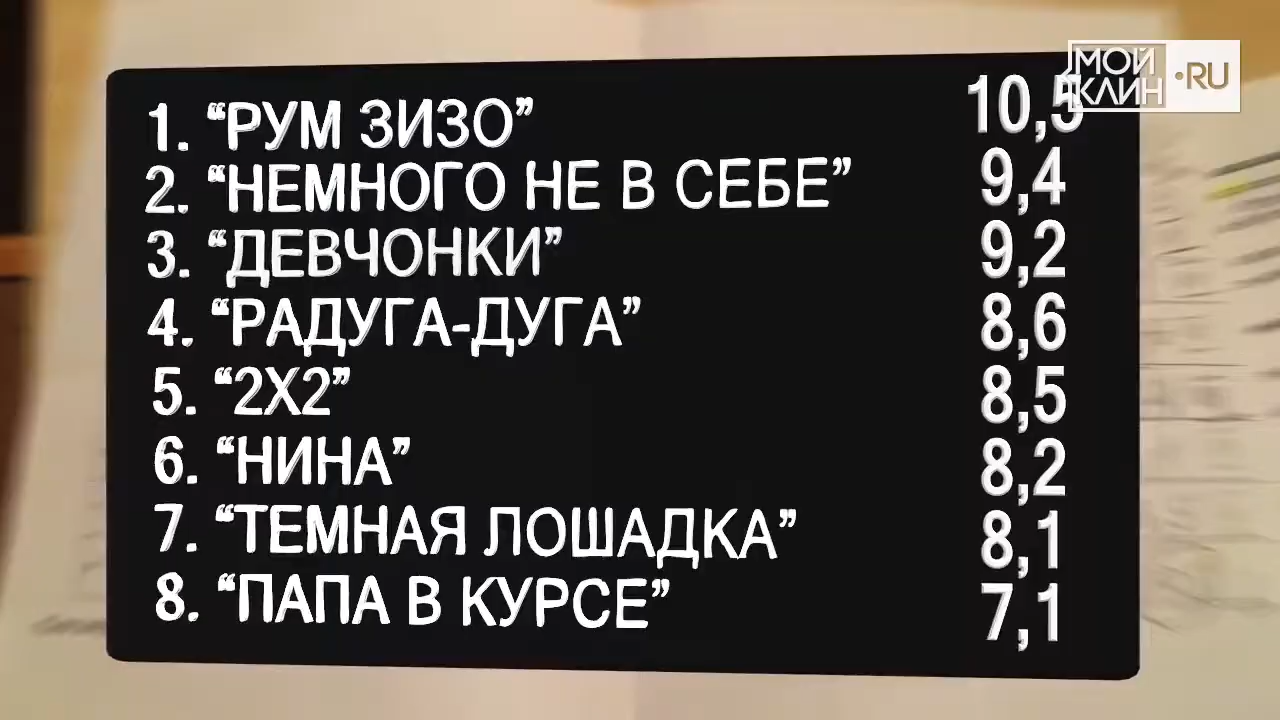 МОЙ
КЛИН
•RU
1. “РУМ ЗИЗО” 10,5
2. “НЕМНОГО НЕ В СЕБЕ” 9,4
3. “ДЕВЧОНКИ” 9,2
4. “РАДУГА-ДУГА” 8,6
5. “2Х2” 8,5
6. “НИНА” 8,2
7. “ТЕМНАЯ ЛОШАДКА” 8,1
8. “ПАПА В КУРСЕ” 7,1